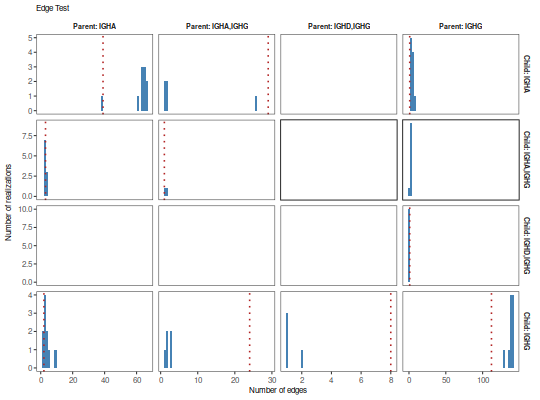 Edge Test
Parent: IGHA
Parent: IGHA,IGHG
Parent: IGHD,IGHG
Parent: IGHG
5
4
3
2
1
0
Child: IGHA
7.5
5.0
2.5
0.0
Child: IGHA,IGHG
10.0
7.5
5.0
2.5
0.0
Child: IGHD,IGHG
4
3
2
1
0
Child: IGHG
0 20 40 60
0 10 20 30
0 2 4 6 8
0 50 100
Number of edges
Number of realizations